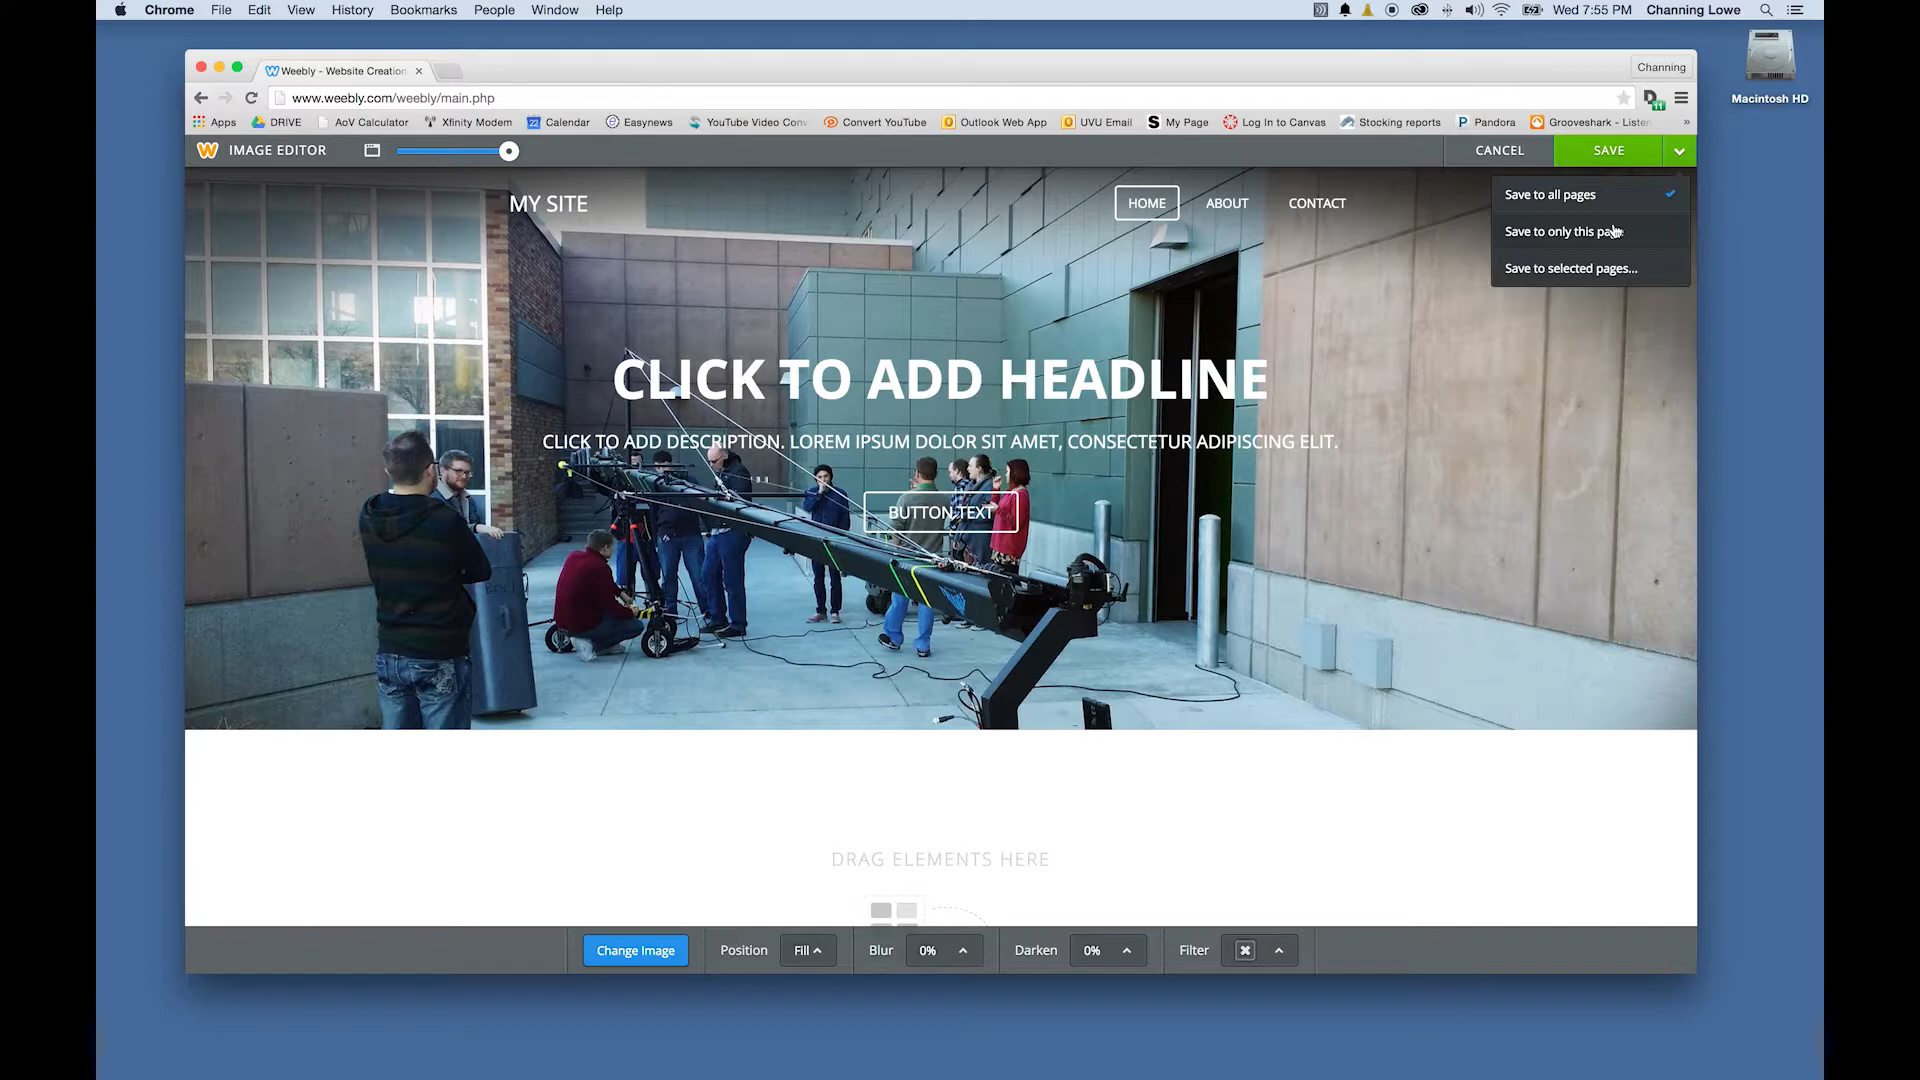 Chrome File Edit View History Bookmarks People Window Help Wed 7:55 PM Channing Lowe
Macintosh HD
Weebly - Website Creation Channing
www.weebly.com/weebly/main.php
Apps DRIVE AoV Calculator Xfinity Modem 22 Calendar Easynews YouTube Video Conv Convert YouTube Outlook Web App UVU Email My Page Log In to Canvas Stocking reports Pandora Grooveshark - Listen »
11
IMAGE EDITOR CANCEL SAVE
Save to all pages
Save to only this
Save to selected pages...
MY SITE HOME ABOUT CONTACT
CLICK TO ADD HEADLINE
CLICK TO ADD DESCRIPTION. LOREM IPSUM DOLOR SIT AMET, CONSECTETUR ADIPISCING ELIT.
BUTTON TEXT
DRAG ELEMENTS HERE
Change Image Position Fill Blur 0% Darken 0% Filter